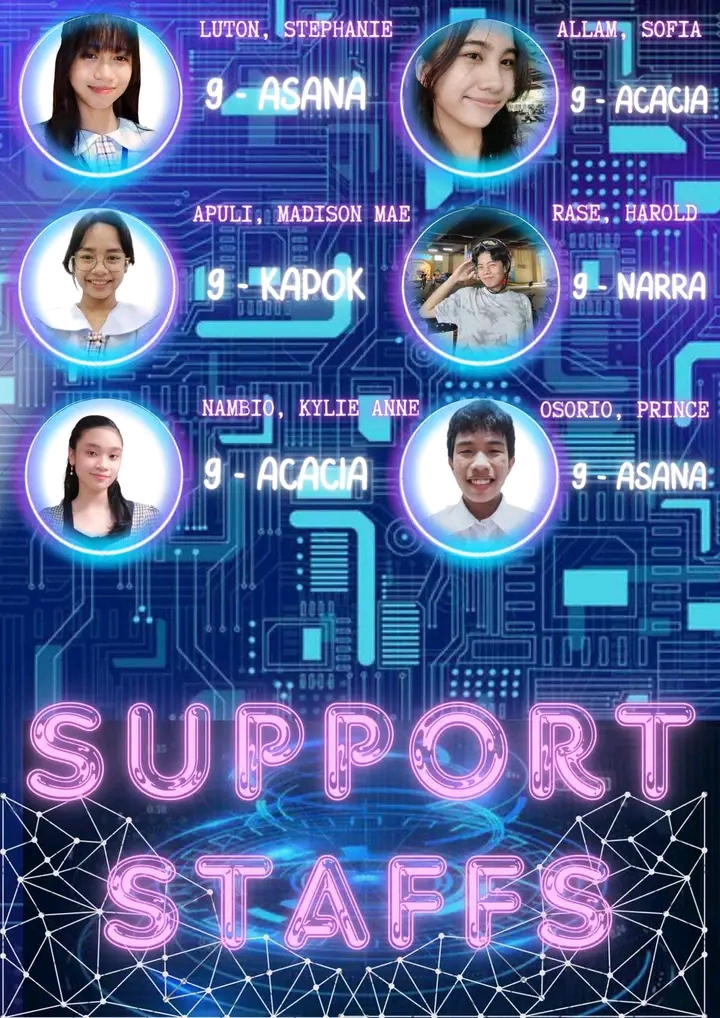 LUTON, STEPHANIE
9 - ASANA
ALLAM, SOFIA
9 - ACACIA
APULI, MADISON MAE
9 - KAPOK
RASE, HAROLD
9 - NARRA
NAMBIO, KYLIE ANNE
9 - ACACIA
OSORIO, PRINCE
9 - ASANA
SUPPORT
STAFFS